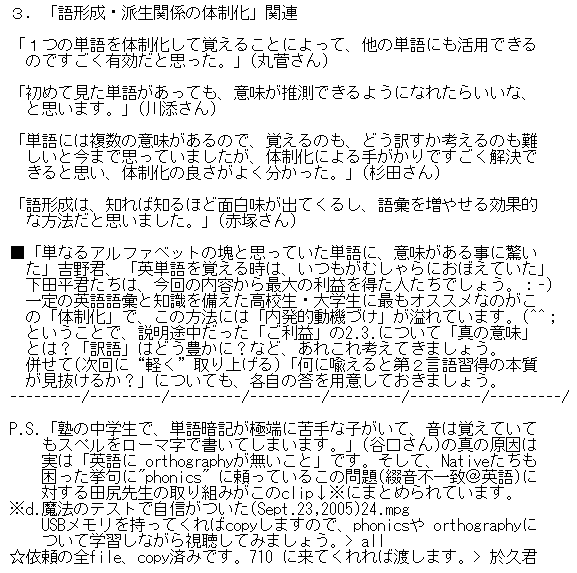 ３．「語形成・派生関係の体制化」関連
「１つの単語を体制化して覚えることによって、他の単語にも活用できる
のですごく有効だと思った。」(丸菅さん)
「初めて見た単語があっても、意味が推測できるようになれたらいいな、
と思います。」(川添さん)
「単語には複数の意味があるので、覚えるのも、どう訳すか考えるのも難
しいと今まで思っていましたが、体制化による手がかりですごく解決で
きると思い、体制化の良さがよく分かった。」(杉田さん)
「語形成は、知れば知るほど面白味が出てくるし、語彙を増やせる効果的
な方法だと思いました。」(赤塚さん)
■「単なるアルファベットの塊と思っていた単語に、意味がある事に驚い
た」吉野君、「英単語を覚える時は、いつもがむしゃらにおぼえていた」
下田平君たちは、今回の内容から最大の利益を得た人たちでしょう。：-)
一定の英語語彙と知識を備えた高校生・大学生に最もオススメなのがこ
の「体制化」で、この方法には「内発的動機づけ」が溢れています。(^^；
ということで、説明途中だった「ご利益」の2.3.について「真の意味」
とは？「訳語」はどう豊かに？など、あれこれ考えてきましょう。
併せて(次回に“軽く”取り上げる)「何に喩えると第２言語習得の本質
が見抜けるか？」についても、各自の答を用意しておきましょう。
---------/---------/---------/---------/---------/---------/---------/
P.S.「塾の中学生で、単語暗記が極端に苦手な子がいて、音は覚えていて
もスペルをローマ字で書いてしまいます。」(谷口さん)の真の原因は
実は「英語に orthographyが無いこと」です。そして、Nativeたちも
困った挙句に"phonics" に頼っているこの問題(綴音不一致@英語)に
対する田尻先生の取り組みがこのclip↓※にまとめられています。
※d.魔法のテストで自信がついた(Sept.23,2005)24.mpg
USBメモリを持ってくればcopyしますので、phonicsや orthographyに
ついて学習しながら視聴してみましょう。> all
☆依頼の全file、copy済みです。710 に来てくれれば渡します。> 於久君